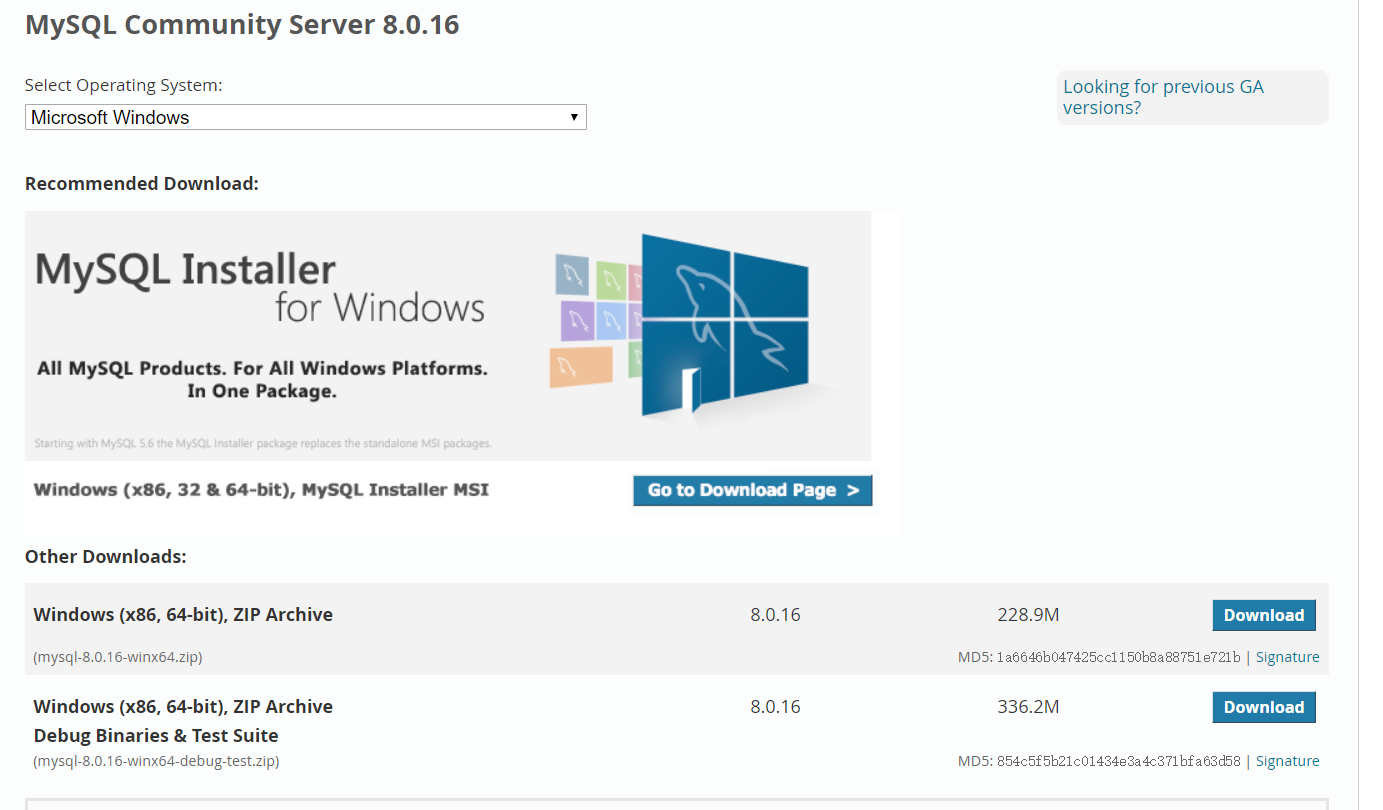 MySQL Community Server 8.0.16
Select Operating System:
Looking for previous GA
versions?
Microsoft Windows
Recommended Download:
MySQL Installer
for Windows
All MySQL Products. For All Windows Platforms.
In One Package.
Starting with MySQL 5.6 the MySQL Installer package replaces the standalone MSI packages.
Windows (x86, 32 & 64-bit), MySQL Installer MSI
Go to Download Page >
Other Downloads:
Windows (x86, 64-bit), ZIP Archive 8.0.16 228.9M Download
(mysql-8.0.16-winx64.zip) MD5: 1a6646b047425cc1150b8a88751e721b | Signature
Windows (x86, 64-bit), ZIP Archive 8.0.16 336.2M Download
Debug Binaries & Test Suite
(mysql-8.0.16-winx64-debug-test.zip) MD5: 854c5f5b21c01434e3a4c371bfa63d58 | Signature